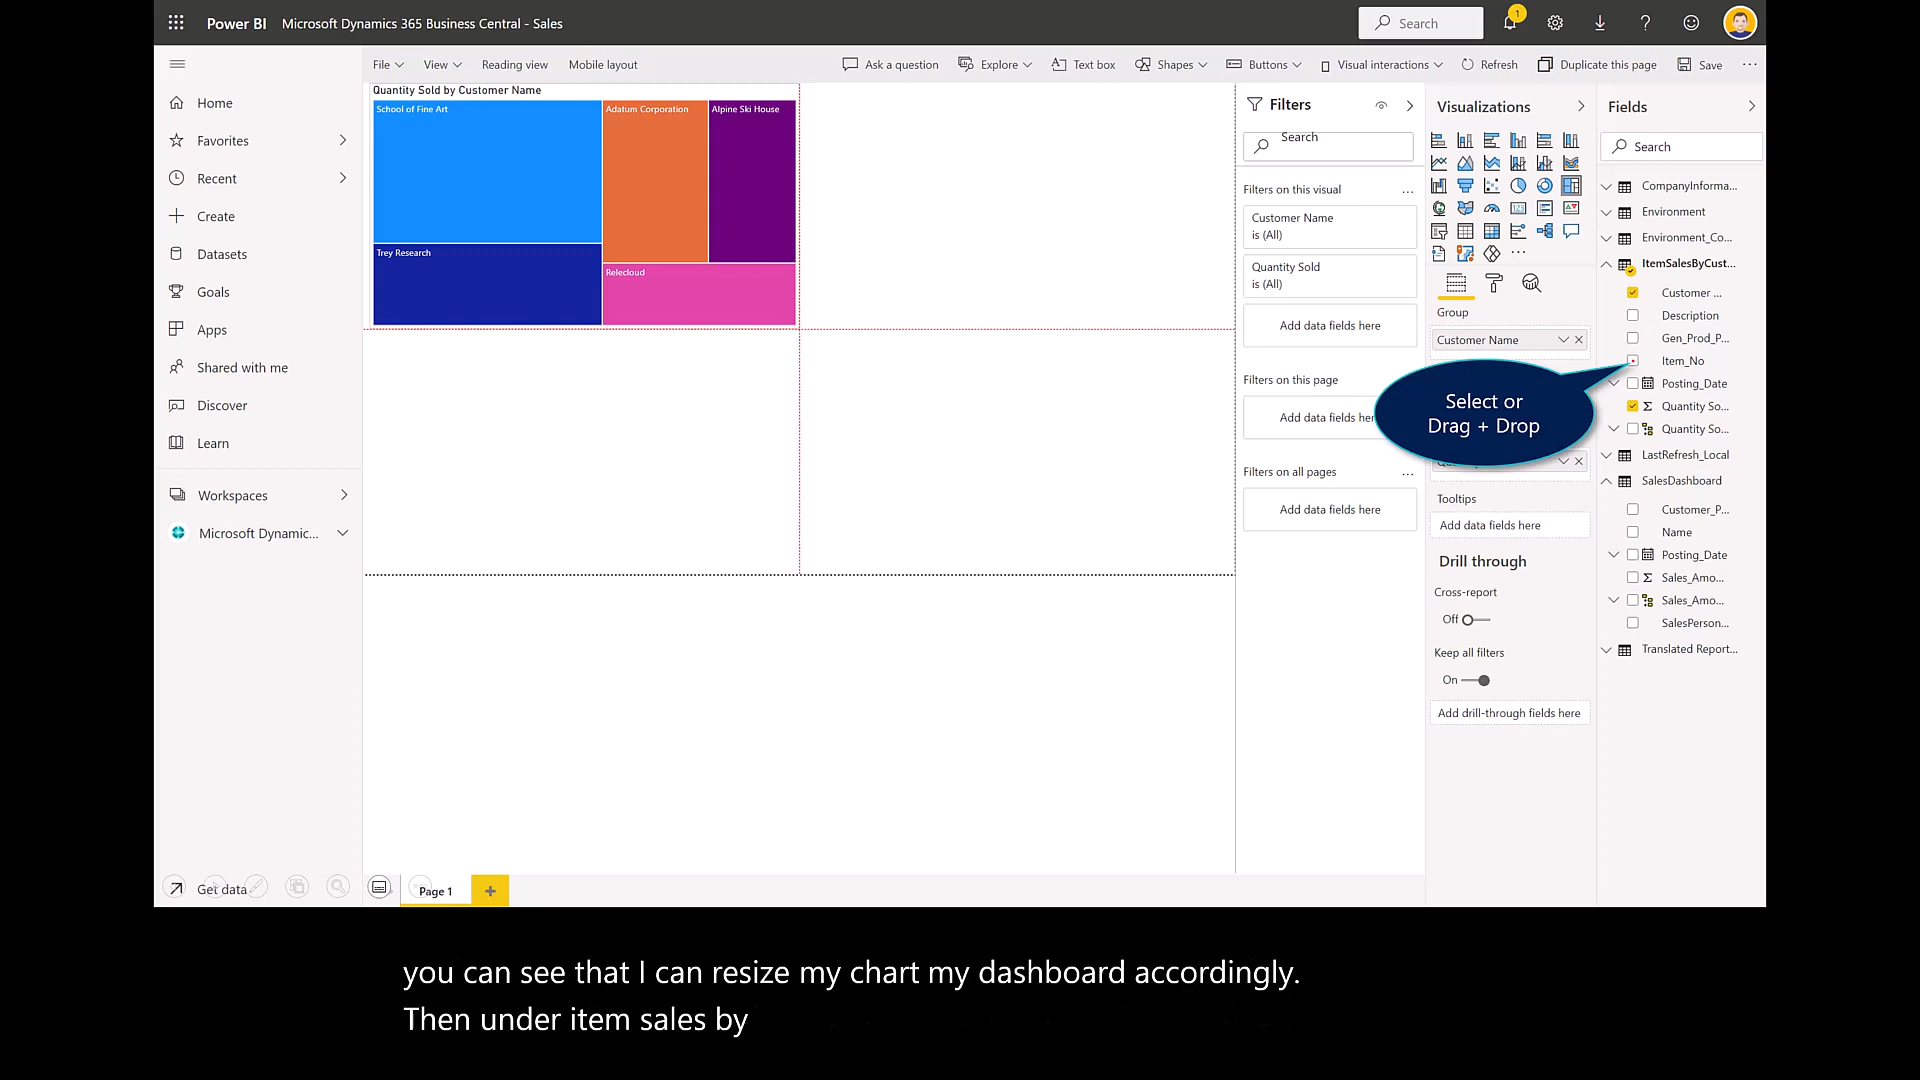 Power BI
Microsoft Dynamics 365 Business Central - Sales
Search
1
File
View
Reading view
Mobile layout
Ask a question
Explore
Text box
Shapes
Buttons
Visual interactions
Refresh
Duplicate this page
Save
Home
Favorites
Recent
Create
Datasets
Goals
Apps
Shared with me
Discover
Learn
Workspaces
Microsoft Dynamic...
Get data
Quantity Sold by Customer Name
School of Fine Art
Adatum Corporation
Alpine Ski House
Trey Research
Relecloud
Page 1
Filters
Search
Filters on this visual
Customer Name
is (All)
Quantity Sold
is (All)
Add data fields here
Filters on this page
Add data fields here
Filters on all pages
Add data fields here
Visualizations
Group
Customer Name
Select or
Drag + Drop
Tooltips
Add data fields here
Drill through
Cross-report
Off
Keep all filters
On
Add drill-through fields here
Fields
Search
CompanyInforma...
Environment
Environment_Co...
ItemSalesByCust...
Customer ...
Description
Gen_Prod_P...
Item_No
Posting_Date
Quantity So...
Quantity So...
LastRefresh_Local
SalesDashboard
Customer_P...
Name
Posting_Date
Sales_Amo...
Sales_Amo...
SalesPerson...
Translated Report...
you can see that I can resize my chart my dashboard accordingly.
Then under item sales by